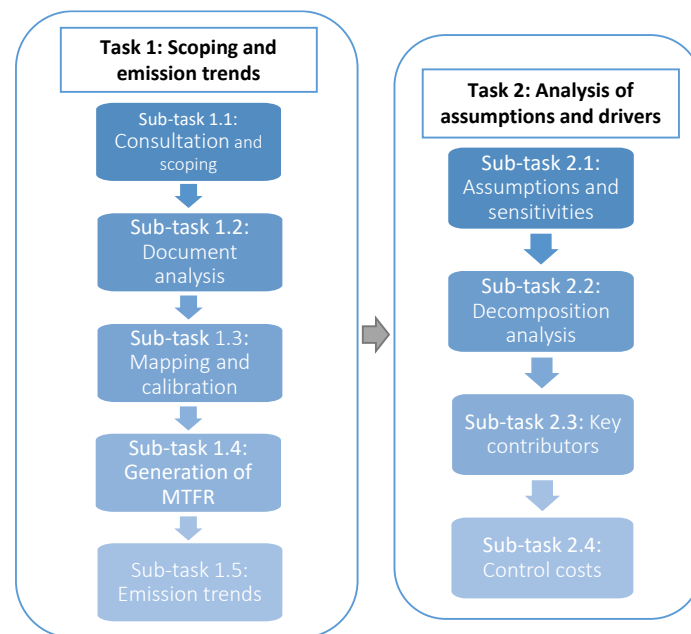 Task 1: Scoping and
emission trends
Sub-task 1.1:
Consultation and
scoping
Sub-task 1.2:
Document
analysis
Sub-task 1.3:
Mapping and
calibration
Sub-task 1.4:
Generation of
MTFR
Sub-task 1.5:
Emission trends
Task 2: Analysis of
assumptions and drivers
Sub-task 2.1:
Assumptions and
sensitivities
Sub-task 2.2:
Decomposition
analysis
Sub-task 2.3: Key
contributors
Sub-task 2.4:
Control costs